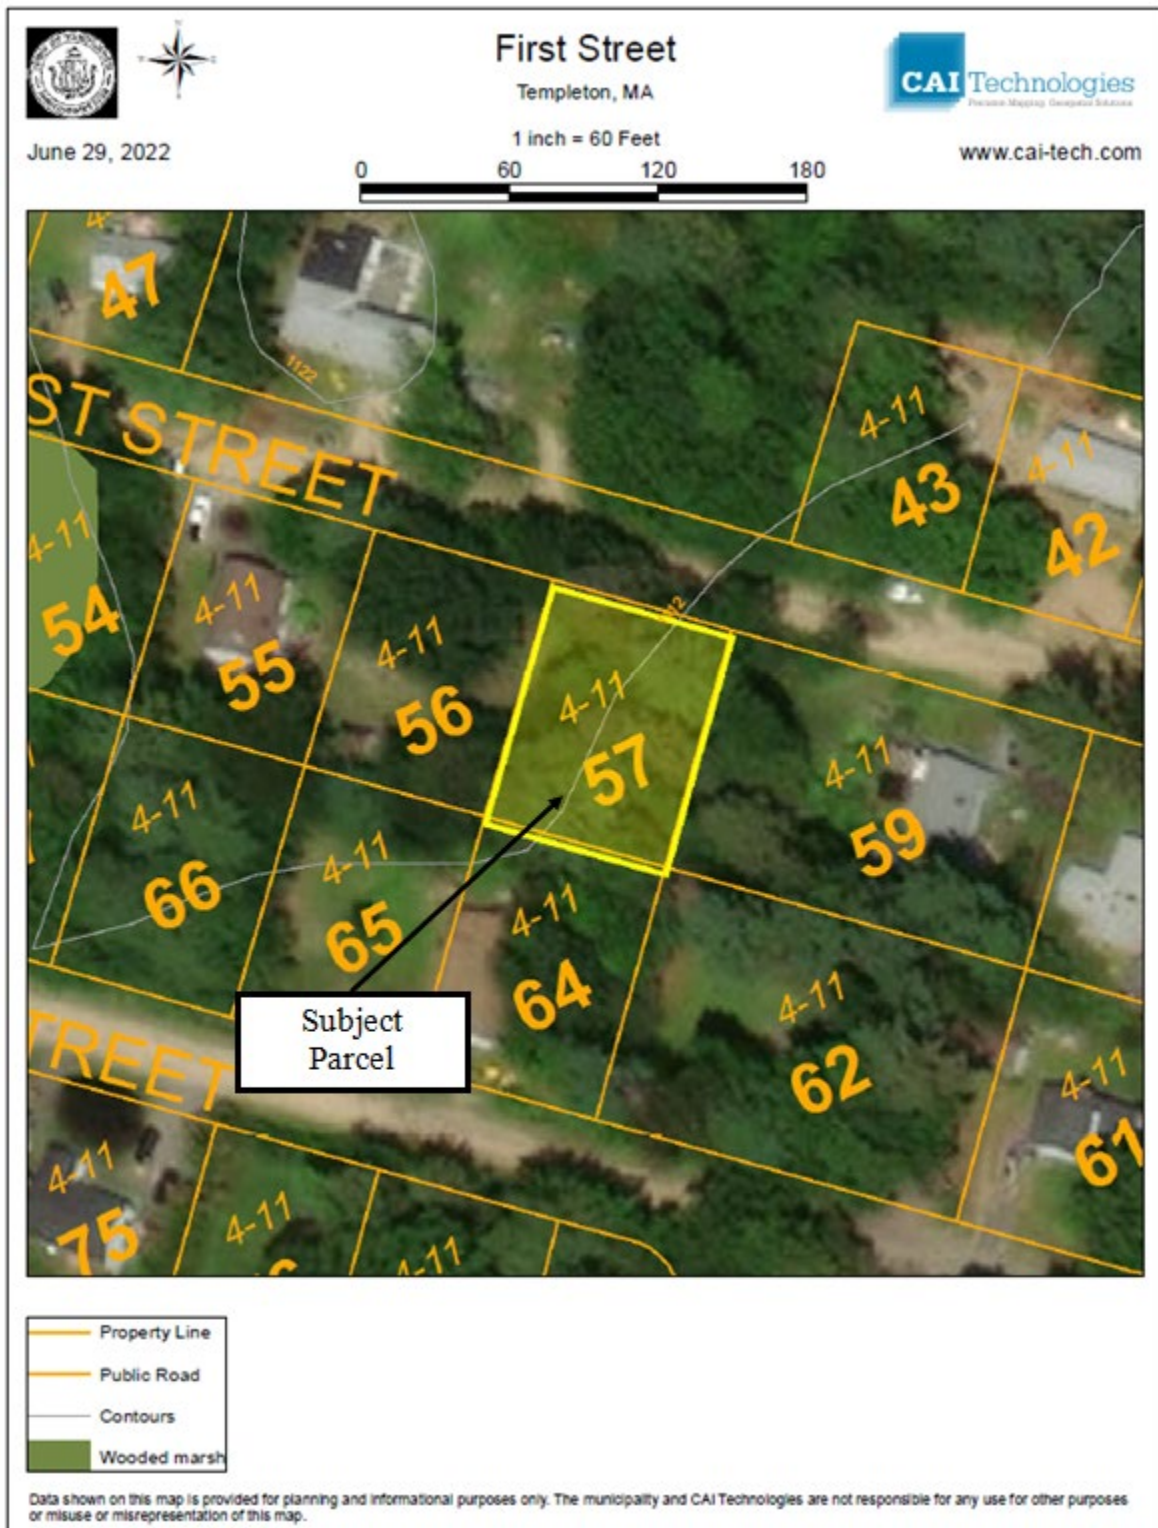 First Street
Templeton, MA
CAI Technologies
Precision Mapping. Geospatial Solutions
June 29, 2022
1 inch = 60 Feet
www.cai-tech.com
0 60 120 180
47
1122
ST STREET
4-11
43
4-11
42
4-11
54
4-11
55
4-11
56
4-11
57
4-11
59
4-11
66
4-11
65
4-11
64
4-11
62
4-11
61
Subject
Parcel
TREET
4-11
75
4-11
4-11
Property Line
Public Road
Contours
Wooded marsh
Data shown on this map is provided for planning and informational purposes only. The municipality and CAI Technologies are not responsible for any use for other purposes
or misuse or misrepresentation of this map.